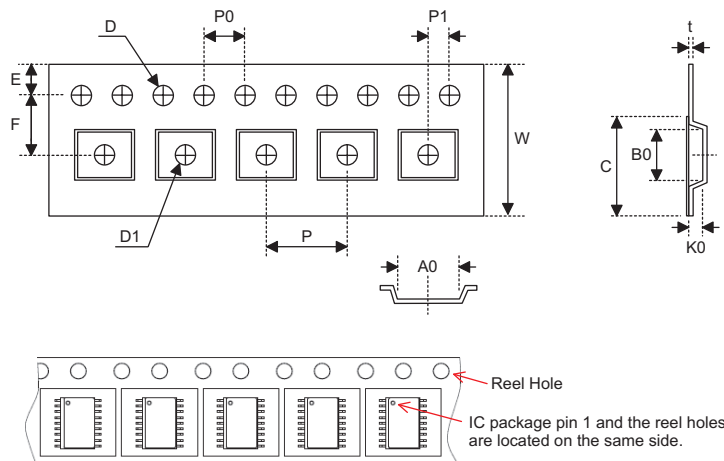 D
P0
P1
t
E
F
W
C
B0
D1
P
K0
A0
Reel Hole
IC package pin 1 and the reel holes
are located on the same side.